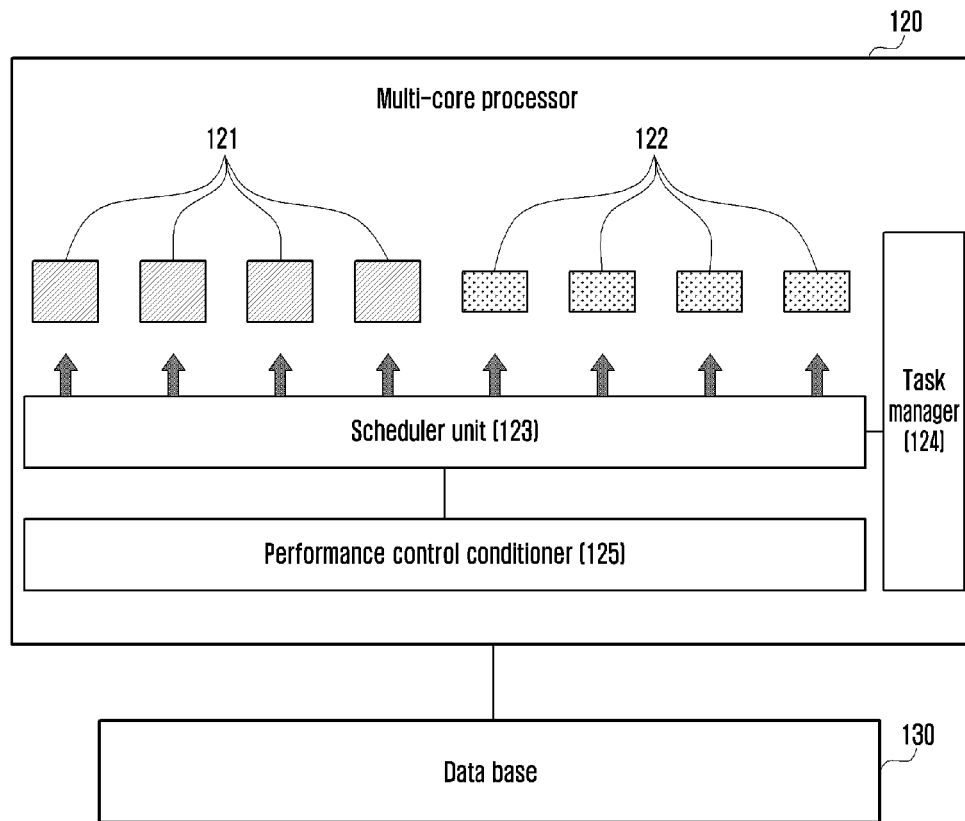 120
Multi-core processor
121
122
Task
manager
(124)
Scheduler unit (123)
Performance control conditioner (125)
130
Data base